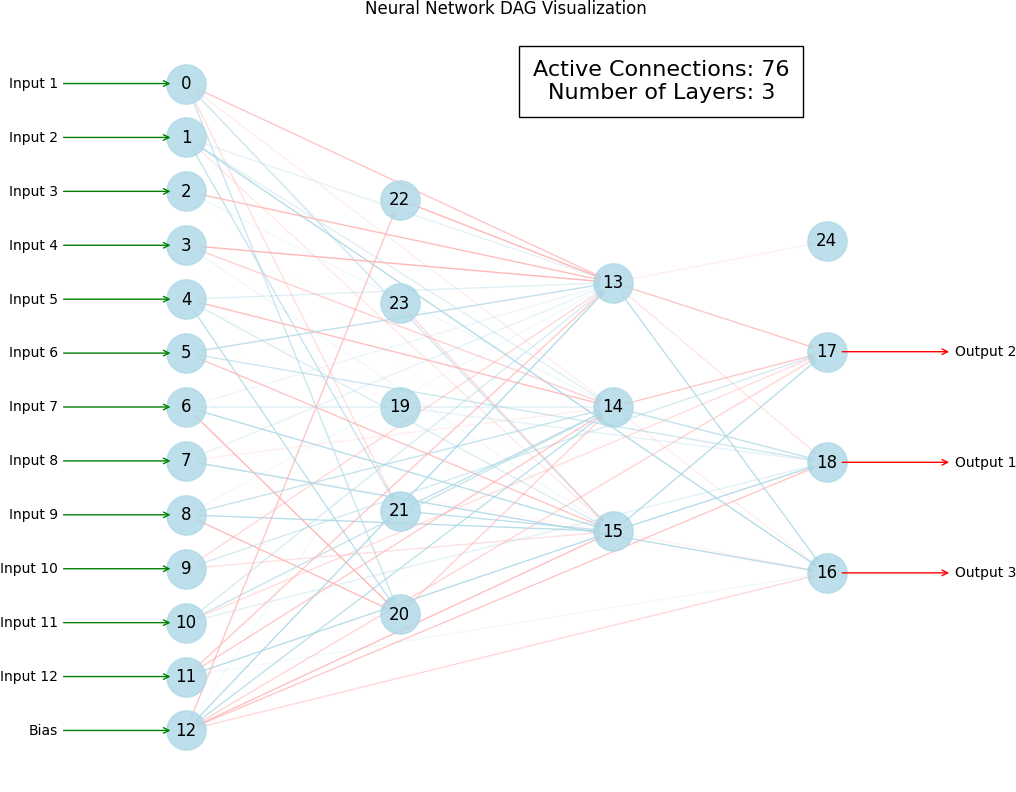 Neural Network DAG Visualization
Active Connections: 76
Number of Layers: 3
Input 1
0
Input 2
1
Input 3
2
Input 4
3
Input 5
4
Input 6
5
Input 7
6
Input 8
7
Input 9
8
Input 10
9
Input 11
10
Input 12
11
Bias
12
22
23
19
21
20
13
14
15
24
17
Output 2
18
Output 1
16
Output 3